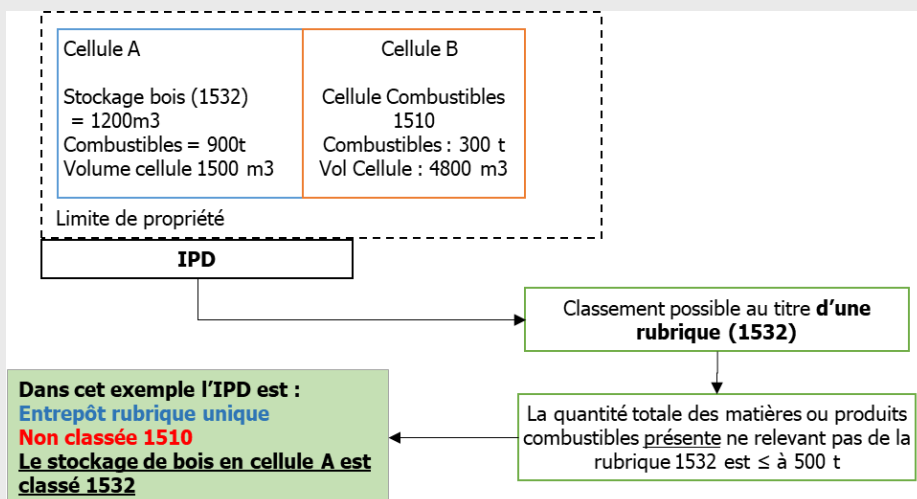 Cellule A
Stockage bois (1532)
= 1200m3
Combustibles = 900t
Volume cellule 1500 m3
Cellule B
Cellule Combustibles
1510
Combustibles : 300 t
Vol Cellule : 4800 m3
Limite de propriété
IPD
Classement possible au titre d'une
rubrique (1532)
La quantité totale des matières ou produits
combustibles présente ne relevant pas de la
rubrique 1532 est ≤ à 500 t
Dans cet exemple l'IPD est :
Entrepôt rubrique unique
Non classée 1510
Le stockage de bois en cellule A est
classé 1532